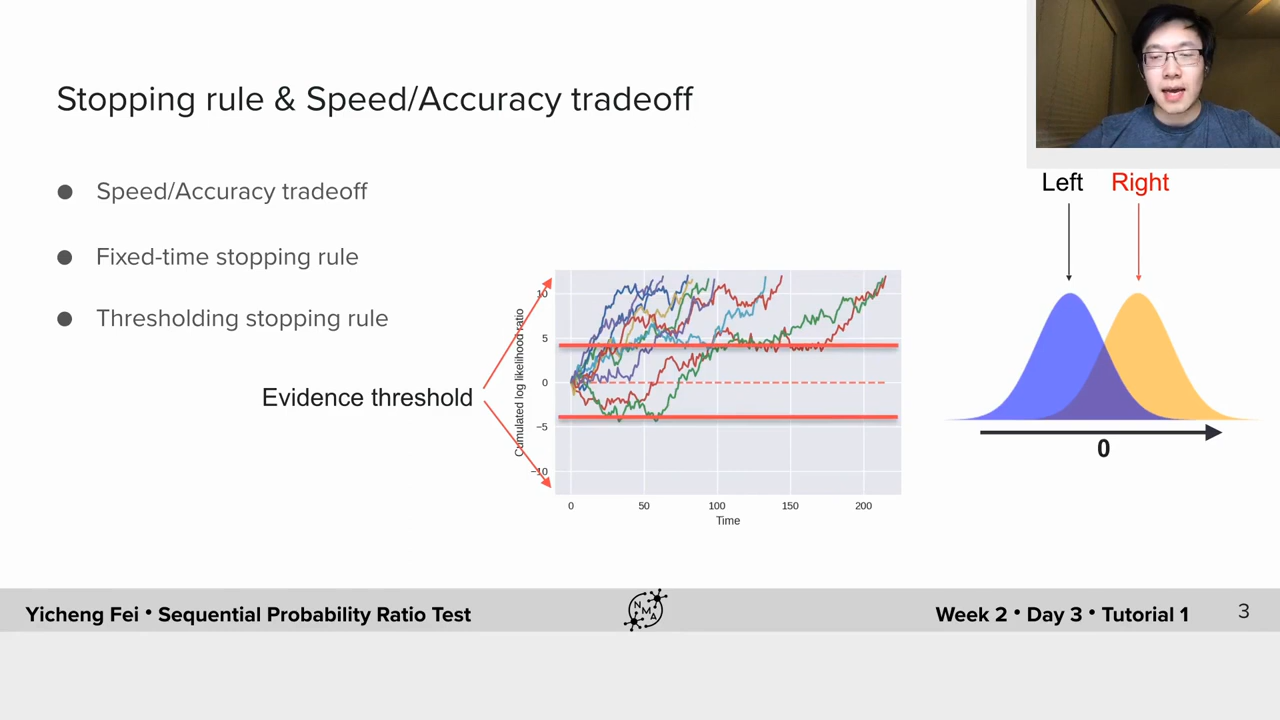 Stopping rule & Speed/Accuracy tradeoff
Left Right
● Speed/Accuracy tradeoff
● Fixed-time stopping rule
● Thresholding stopping rule
Evidence threshold
Cumulated log likelihood ratio
10
5
0
−5
−10
0 50 100 150 200
Time
0
Yicheng Fei • Sequential Probability Ratio Test
NMA
Week 2 • Day 3 • Tutorial 1
3